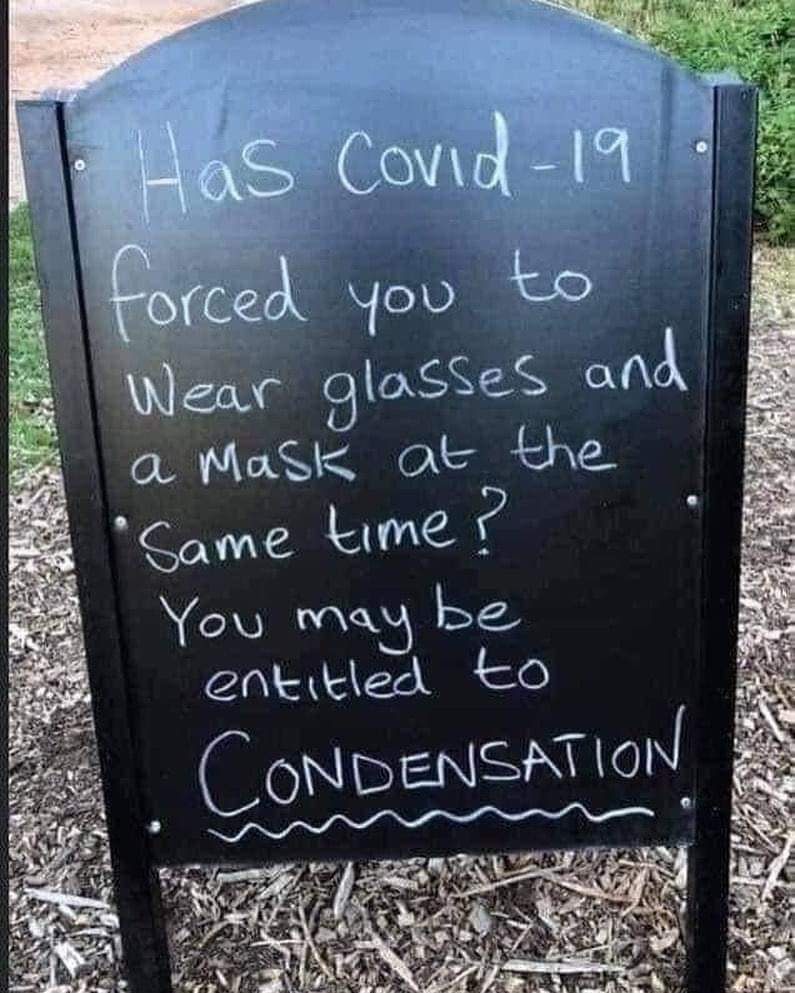 Has Covid-19
forced you to
Wear glasses and
a Mask at the
Same time?
You may be
entitled to
CONDENSATION